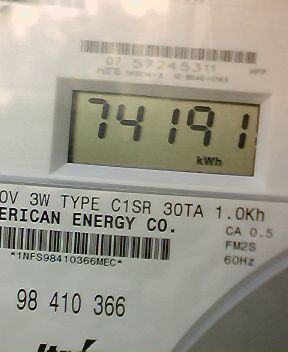 07 57245311
74191
kWh
0V 3W TYPE C1SR 30TA 1.0Kh
ERICAN ENERGY CO.
CA 0.5
FM2S
*1NFS98410366MEC*
60Hz
98 410 366
Itron